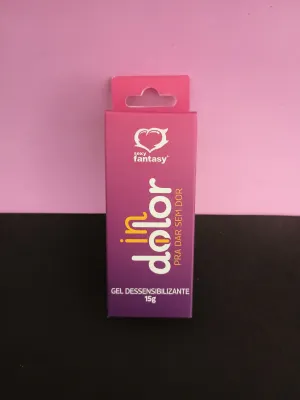 sexy
fantasy®
in
dolor
PRA DAR SEM DOR
GEL DESSENSIBILIZANTE
15g